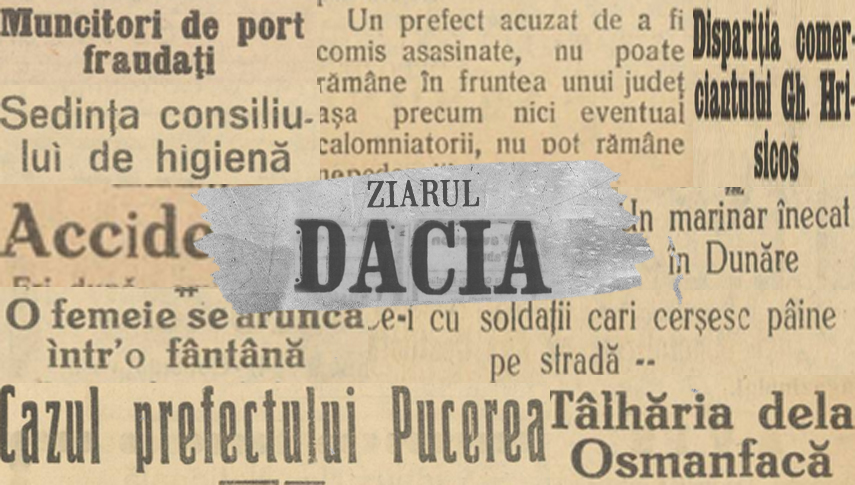 Muncitori de port
fraudați
Sedința consiliu-
lui de higienă
Un prefect acuzat de a fi
comis asasinate, nu poate
rămâne în fruntea unui județ
așa precum nici eventual
calomniatorii, nu pot rămâne
Dispariția comer-
ciantului Gh. Hri-
sicos
ZIARUL
DACIA
Accide
Un marinar înecat
în Dunăre
O femeie se aruncă
într'o fântână
e-i cu soldații cari cerșesc pâine
pe stradă --
Cazul prefectului Pucerea
Tâlhăria dela
Osmanfacă